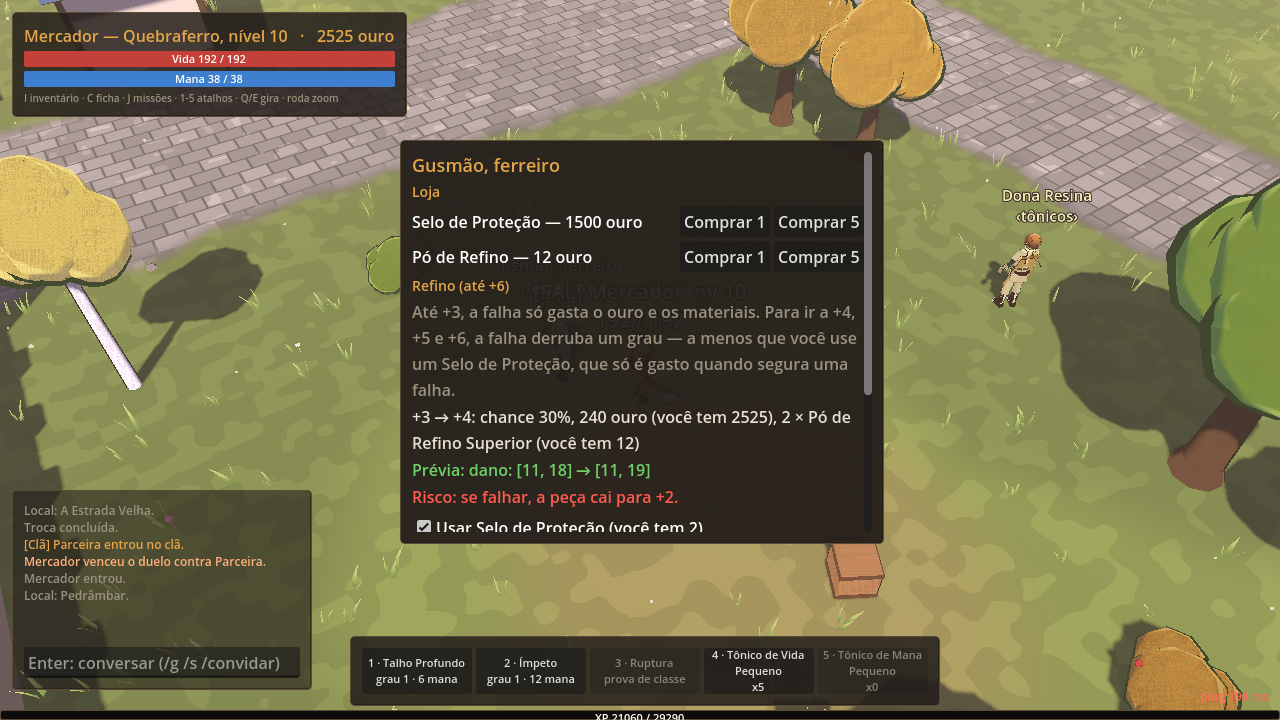 Mercador — Quebraferro, nível 10 · 2525 ouro
Vida 192 / 192
Mana 38 / 38
I inventário · C ficha · J missões · 1-5 atalhos · Q/E gira · roda zoom
Gusmão, ferreiro
Loja
Selo de Proteção — 1500 ouro Comprar 1 Comprar 5
Pó de Refino — 12 ouro Comprar 1 Comprar 5
Refino (até +6)
[SAL] Mercador nv 10
Até +3, a falha só gasta o ouro e os materiais. Para ir a +4,
+5 e +6, a falha derruba um grau — a menos que você use
um Selo de Proteção, que só é gasto quando segura uma
falha.
+3 → +4: chance 30%, 240 ouro (você tem 2525), 2 × Pó de
Refino Superior (você tem 12)
Prévia: dano: [11, 18] → [11, 19]
Risco: se falhar, a peça cai para +2.
Usar Selo de Proteção (você tem 2)
Dona Resina
‹tônicos›
Local: A Estrada Velha.
Troca concluída.
[Clã] Parceira entrou no clã.
Mercador venceu o duelo contra Parceira.
Mercador entrou.
Local: Pedrâmbar.
Enter: conversar (/g /s /convidar)
1 · Talho Profundo
grau 1 · 6 mana
2 · Ímpeto
grau 1 · 12 mana
3 · Ruptura
prova de classe
4 · Tônico de Vida
Pequeno
x5
5 · Tônico de Mana
Pequeno
x0
XP 21060 / 29290